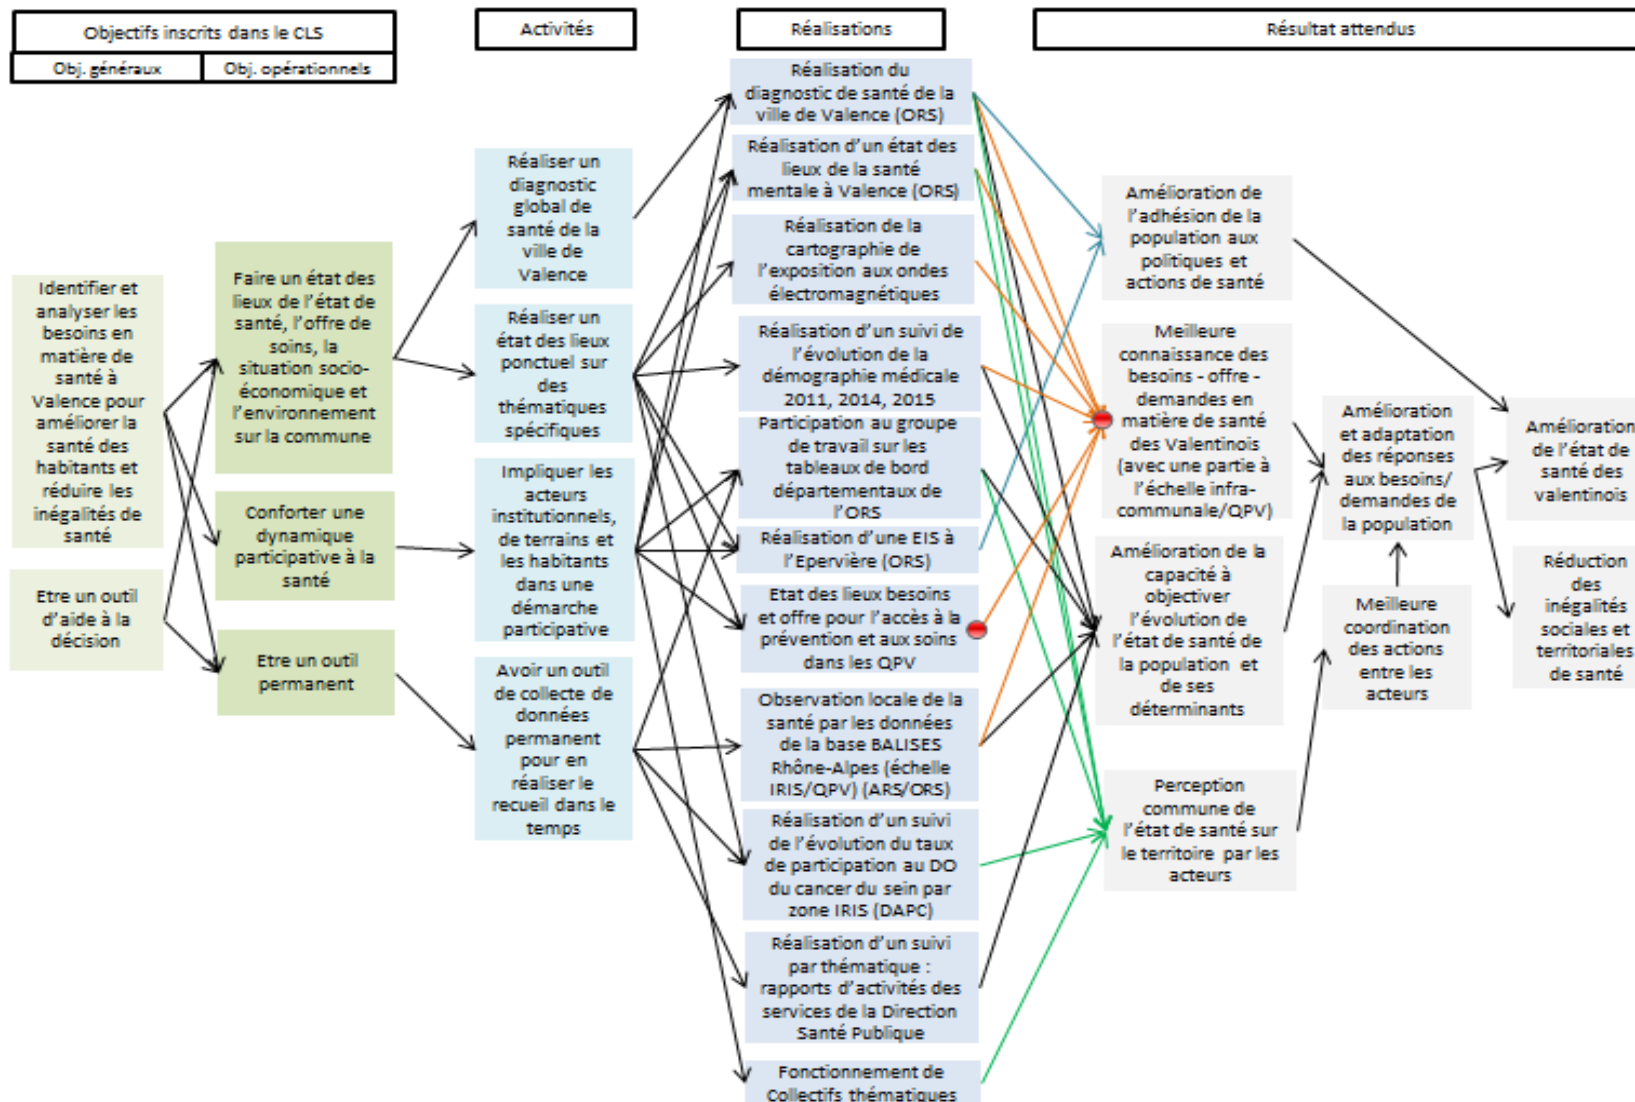 Objectifs inscrits dans le CLS
Obj. généraux
Obj. opérationnels
Activités
Réalisations
Résultat attendus
Identifier et
analyser les
besoins en
matière de
santé à
Valence pour
améliorer la
santé des
habitants et
réduire les
inégalités de
santé
Etre un outil
d'aide à la
décision
Faire un état des
lieux de l'état de
santé, l'offre de
soins, la
situation socio-
économique et
l'environnement
sur la commune
Conforter une
dynamique
participative à la
santé
Etre un outil
permanent
Réaliser un
diagnostic
global de
santé de la
ville de
Valence
Réaliser un
état des lieux
ponctuel sur
des
thématiques
spécifiques
Impliquer les
acteurs
institutionnels,
de terrains et
les habitants
dans une
démarche
participative
Avoir un outil
de collecte de
données
permanent
pour en
réaliser le
recueil dans le
temps
Réalisation du
diagnostic de santé de la
ville de Valence (ORS)
Réalisation d'un état des
lieux de la santé
mentale à Valence (ORS)
Réalisation de la
cartographie de
l'exposition aux ondes
électromagnétiques
Réalisation d'un suivi de
l'évolution de la
démographie médicale
2011, 2014, 2015
Participation au groupe
de travail sur les
tableaux de bord
départementaux de
l'ORS
Réalisation d'une EIS à
l'Epervière (ORS)
Etat des lieux besoins
et offre pour l'accès à la
prévention et aux soins
dans les QPV
Observation locale de la
santé par les données
de la base BALISES
Rhône-Alpes (échelle
IRIS/QPV) (ARS/ORS)
Réalisation d'un suivi
de l'évolution du taux
de participation au DO
du cancer du sein par
zone IRIS (DAPC)
Réalisation d'un suivi
par thématique :
rapports d'activités des
services de la Direction
Santé Publique
Fonctionnement de
Collectifs thématiques
Amélioration de
l'adhésion de la
population aux
politiques et
actions de santé
Meilleure
connaissance des
besoins - offre -
demandes en
matière de santé
des Valentinois
(avec une partie à
l'échelle infra-
communale/QPV)
Amélioration de la
capacité à
objectiver
l'évolution de
l'état de santé de
la population et
de ses
déterminants
Perception
commune de
l'état de santé sur
le territoire par les
acteurs
Amélioration
et adaptation
des réponses
aux besoins/
demandes de
la population
Meilleure
coordination
des actions
entre les
acteurs
Amélioration
de l'état de
santé des
valentinois
Réduction
des
inégalités
sociales et
territoriales
de santé